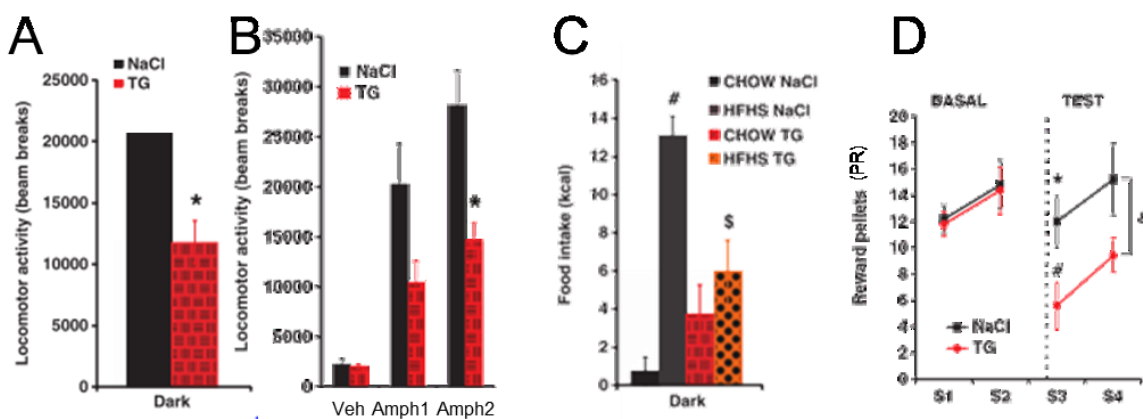 A
NaCl
TG
Locomotor activity (beam breaks)
25000
20000
15000
10000
5000
0
*
Dark
B
NaCl
TG
Locomotor activity (beam breaks)
35000
30000
25000
20000
15000
10000
5000
0
*
Veh Amph1 Amph2
C
CHOW NaCl
HFHS NaCl
CHOW TG
HFHS TG
Food intake (kcal)
16
14
12
10
8
6
4
2
0
#
$
Dark
D
BASAL TEST
Reward pellets (PR)
20
18
16
14
12
10
8
6
4
2
0
*
#
&
NaCl
TG
S1 S2 S3 S4